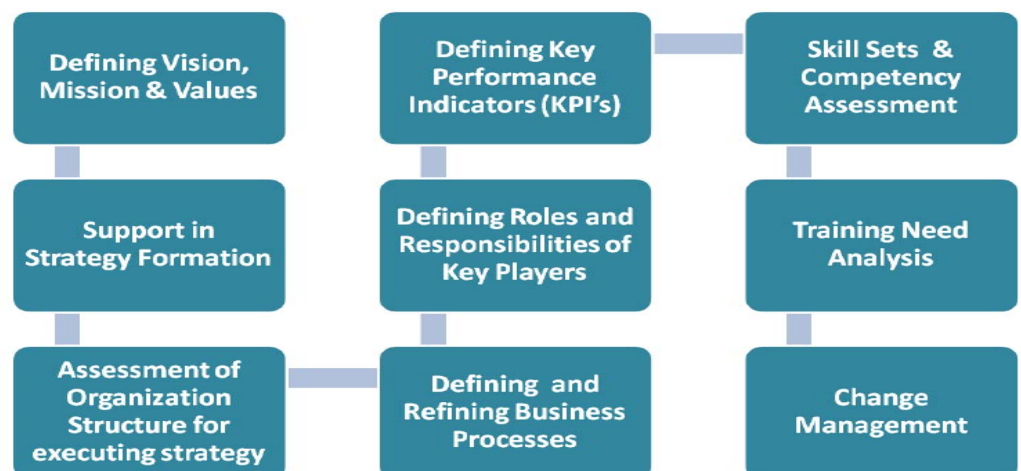 Defining Vision,
Mission & Values
Support in
Strategy Formation
Assessment of
Organization
Structure for
executing strategy
Defining and
Refining Business
Processes
Defining Roles and
Responsibilities of
Key Players
Defining Key
Performance
Indicators (KPI's)
Skill Sets & 
Competency
Assessment
Training Need
Analysis
Change
Management